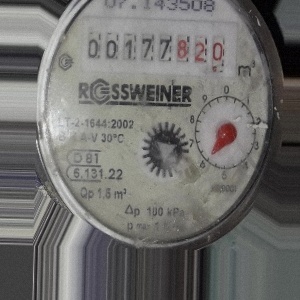 07.143508
00177820
m³
ROSSWEINER
T-2-1644:2002
A-V 30°C
D 6T
6.131.22
Qp 1,5 m³
Δp 100 kPa